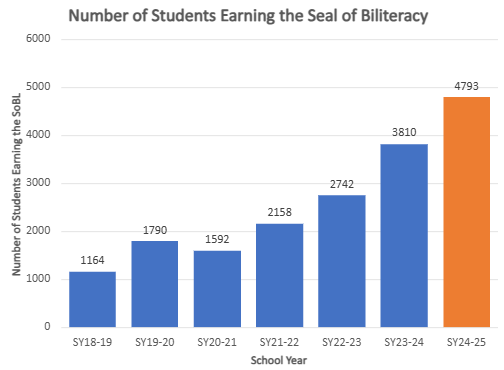 Number of Students Earning the Seal of Biliteracy
Number of Students Earning the SoBL
6000
5000
4000
3000
2000
1000
0
1164
1790
1592
2158
2742
3810
4793
SY18-19
SY19-20
SY20-21
SY21-22
SY22-23
SY23-24
SY24-25
School Year